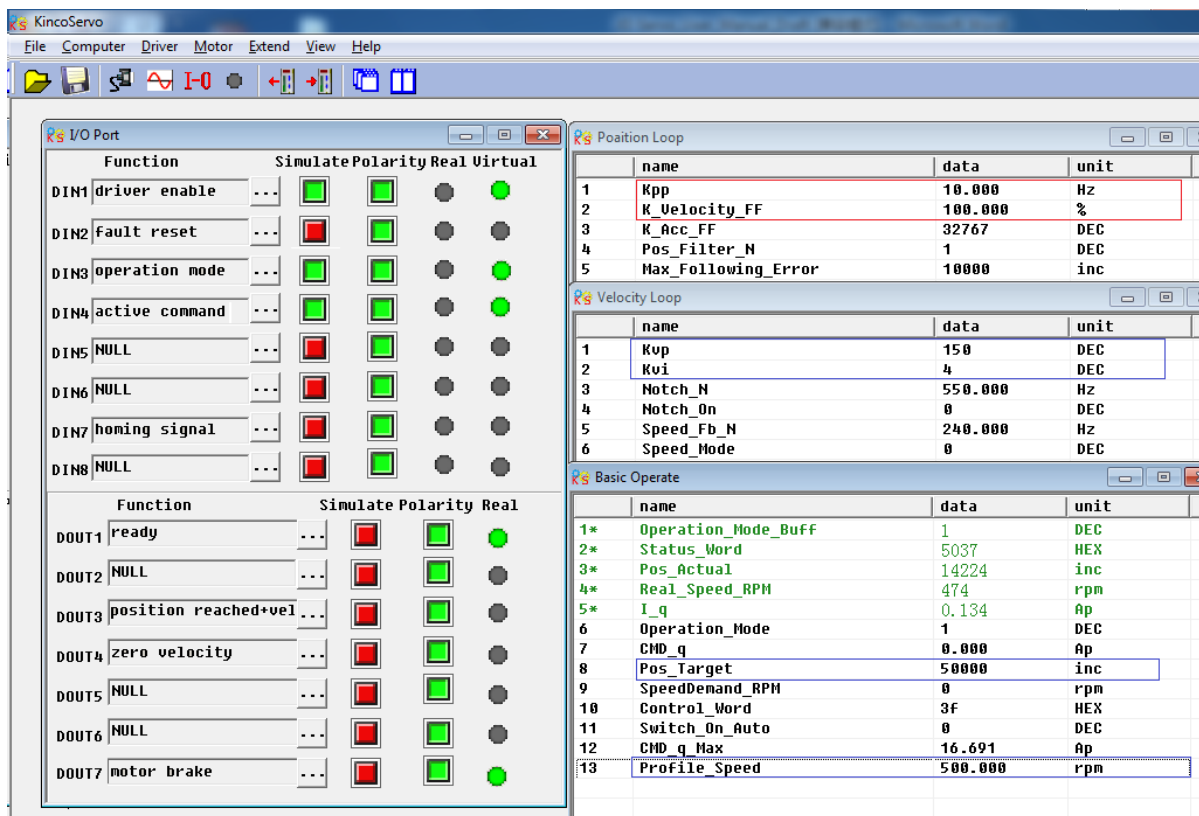 KincoServo
File Computer Driver Motor Extend View Help
I-O
I/O Port
Function Simulate Polarity Real Virtual
DIN1 driver enable ...
DIN2 fault reset ...
DIN3 operation mode ...
DIN4 active command ...
DIN5 NULL ...
DIN6 NULL ...
DIN7 homing signal ...
DIN8 NULL ...
Function Simulate Polarity Real
DOUT1 ready ...
DOUT2 NULL ...
DOUT3 position reached+vel ...
DOUT4 zero velocity ...
DOUT5 NULL ...
DOUT6 NULL ...
DOUT7 motor brake ...
Poaition Loop
name data unit
1 Kpp 10.000 Hz
2 K_Velocity_FF 100.000 %
3 K_Acc_FF 32767 DEC
4 Pos_Filter_N 1 DEC
5 Max_Following_Error 10000 inc
Velocity Loop
name data unit
1 Kvp 150 DEC
2 Kvi 4 DEC
3 Notch_N 550.000 Hz
4 Notch_On 0 DEC
5 Speed_Fb_N 240.000 Hz
6 Speed_Mode 0 DEC
Basic Operate
name data unit
1* Operation_Mode_Buff 1 DEC
2* Status_Word 5037 HEX
3* Pos_Actual 14224 inc
4* Real_Speed_RPM 474 rpm
5* I_q 0.134 Ap
6 Operation_Mode 1 DEC
7 CMD_q 0.000 Ap
8 Pos_Target 50000 inc
9 SpeedDemand_RPM 0 rpm
10 Control_Word 3f HEX
11 Switch_On_Auto 0 DEC
12 CMD_q_Max 16.691 Ap
13 Profile_Speed 500.000 rpm